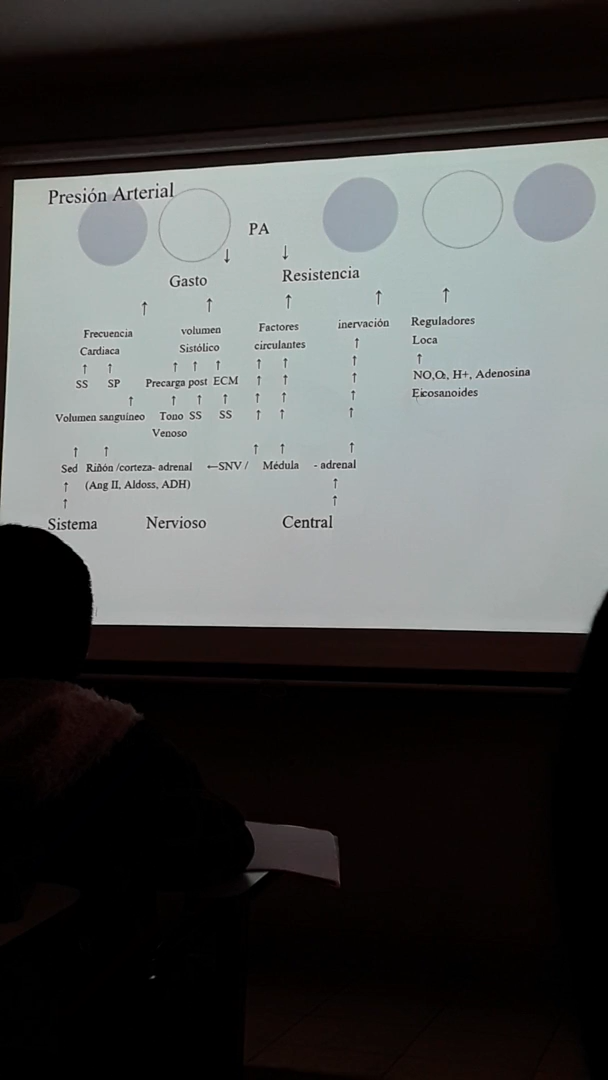 Presión Arterial
PA
↓ ↓
Gasto Resistencia
↑ ↑ ↑ ↑ ↑
Frecuencia Cardiaca
volumen Sistólico
Factores circulantes
inervación
Reguladores Loca
↑ ↑ ↑ ↑ ↑ ↑ ↑ ↑ ↑
SS SP Precarga post ECM ↑ ↑ ↑ NO,O₂, H+, Adenosina
Eicosanoides
↑ ↑ ↑ ↑ ↑ ↑ ↑
Volumen sanguíneo Tono SS SS ↑ ↑ ↑
Venoso
↑ ↑ ↑ ↑ ↑
Sed Riñón /corteza- adrenal ←SNV / Médula - adrenal
↑ (Ang II, Aldoss, ADH) ↑
↑ ↑
Sistema Nervioso Central